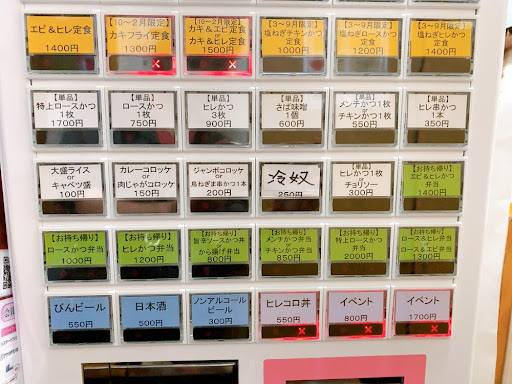 エビ&ヒレ定食
1400円
【10~2月限定】
カキフライ定食
1300円
【10~2月限定】
カキ&エビ定食
or
カキ&ヒレ定食
1500円
【3~9月限定】
塩ねぎチキンかつ
定食
1000円
【3~9月限定】
塩ねぎロースかつ
定食
1200円
【3~9月限定】
塩ねぎヒレかつ
定食
1400円
【単品】
特上ロースかつ
1枚
1700円
【単品】
ロースかつ
1枚
750円
【単品】
ヒレかつ
3枚
900円
【単品】
さば味噌
1個
600円
【単品】
メンチかつ1枚
or
チキンかつ1枚
550円
【単品】
ヒレ串かつ
1本
350円
大盛ライス
or
キャベツ盛
100円
カレーコロッケ
or
肉じゃがコロッケ
150円
ジャンボコロッケ
or
鳥ねぎま串かつ1本
200円
冷奴
250円
【単品】
ヒレかつ1枚
or
チョリソー
300円
【お持ち帰り】
エビ&ヒレかつ
弁当
1400円
【お持ち帰り】
ロースかつ弁当
1000円
【お持ち帰り】
ヒレかつ弁当
1200円
【お持ち帰り】
旨辛ソースかつ弁当
or
から揚げ弁当
800円
【お持ち帰り】
メンチかつ弁当
or
チキンかつ弁当
850円
【お持ち帰り】
特上ロースかつ
弁当
2000円
【お持ち帰り】
ロース&ヒレ弁当
or
ロース&エビ弁当
1300円
びんビール
550円
日本酒
500円
ノンアルコール
ビール
300円
ヒレコロ丼
550円
イベント
800円
イベント
1700円